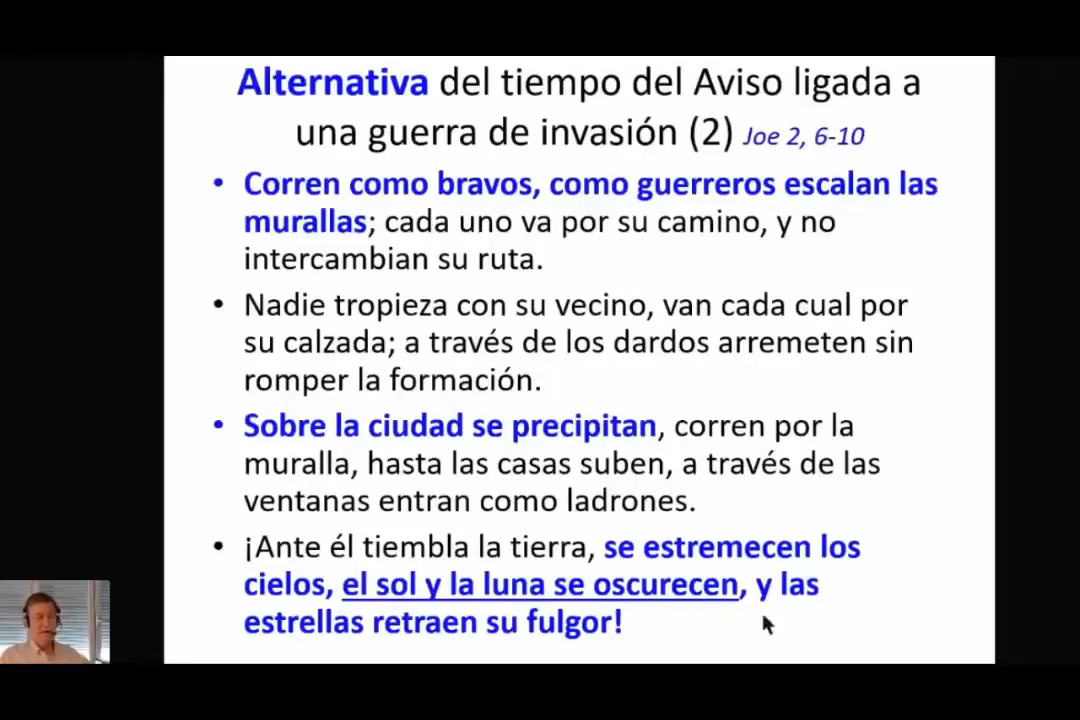 Alternativa del tiempo del Aviso ligada a
una guerra de invasión (2) Joe 2, 6-10
• Corren como bravos, como guerreros escalan las
murallas; cada uno va por su camino, y no
intercambian su ruta.
• Nadie tropieza con su vecino, van cada cual por
su calzada; a través de los dardos arremeten sin
romper la formación.
• Sobre la ciudad se precipitan, corren por la
muralla, hasta las casas suben, a través de las
ventanas entran como ladrones.
• ¡Ante él tiembla la tierra, se estremecen los
cielos, el sol y la luna se oscurecen, y las
estrellas retraen su fulgor!